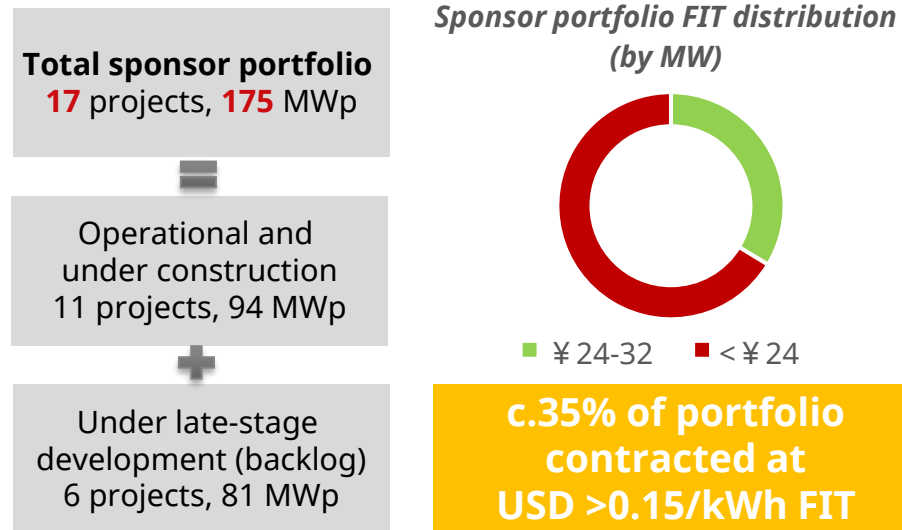 Total sponsor portfolio
17 projects, 175 MWp
Operational and
under construction
11 projects, 94 MWp
Under late-stage
development (backlog)
6 projects, 81 MWp
Sponsor portfolio FIT distribution
(by MW)
¥ 24-32 < ¥ 24
c.35% of portfolio
contracted at
USD >0.15/kWh FIT